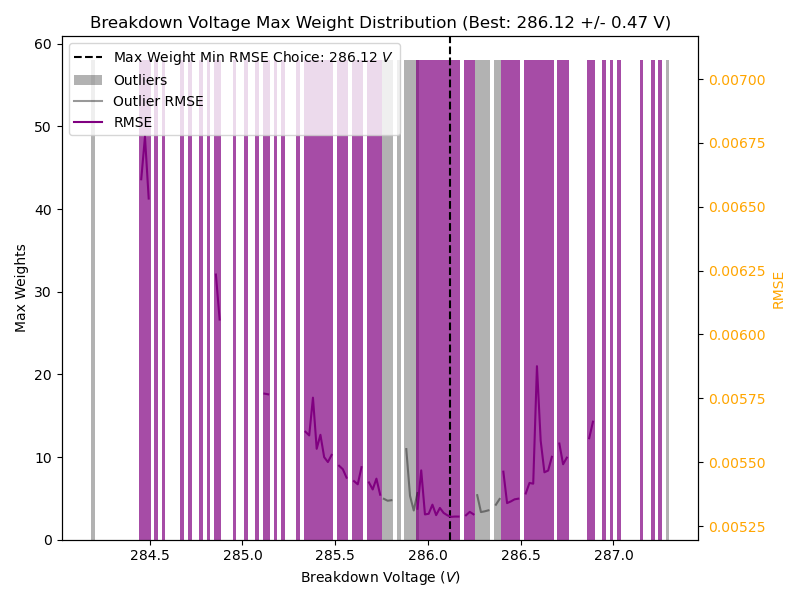 Breakdown Voltage Max Weight Distribution (Best: 286.12 +/- 0.47 V)
Max Weight Min RMSE Choice: 286.12 V
Outliers
Outlier RMSE
RMSE
60
50
40
30
20
10
0
Max Weights
0.00700
0.00675
0.00650
0.00625
0.00600
0.00575
0.00550
0.00525
RMSE
284.5 285.0 285.5 286.0 286.5 287.0
Breakdown Voltage (V)